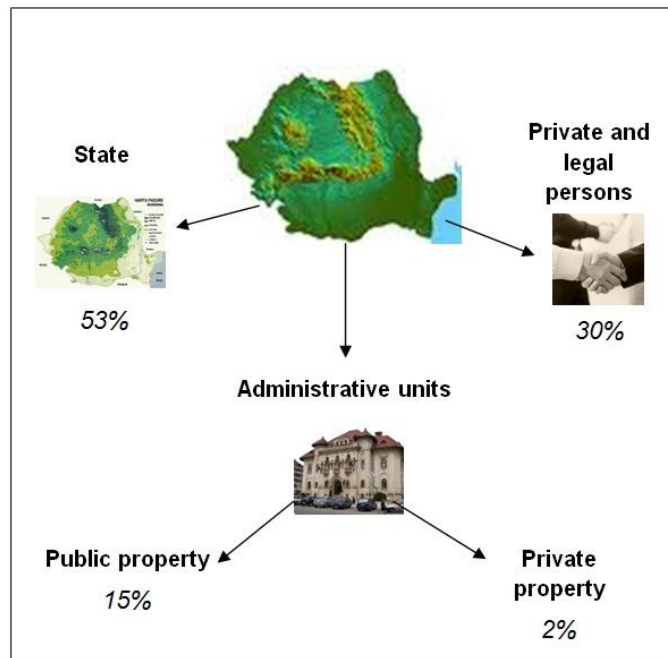 State
53%
Private and
legal
persons
30%
Administrative units
Public property
15%
Private
property
2%